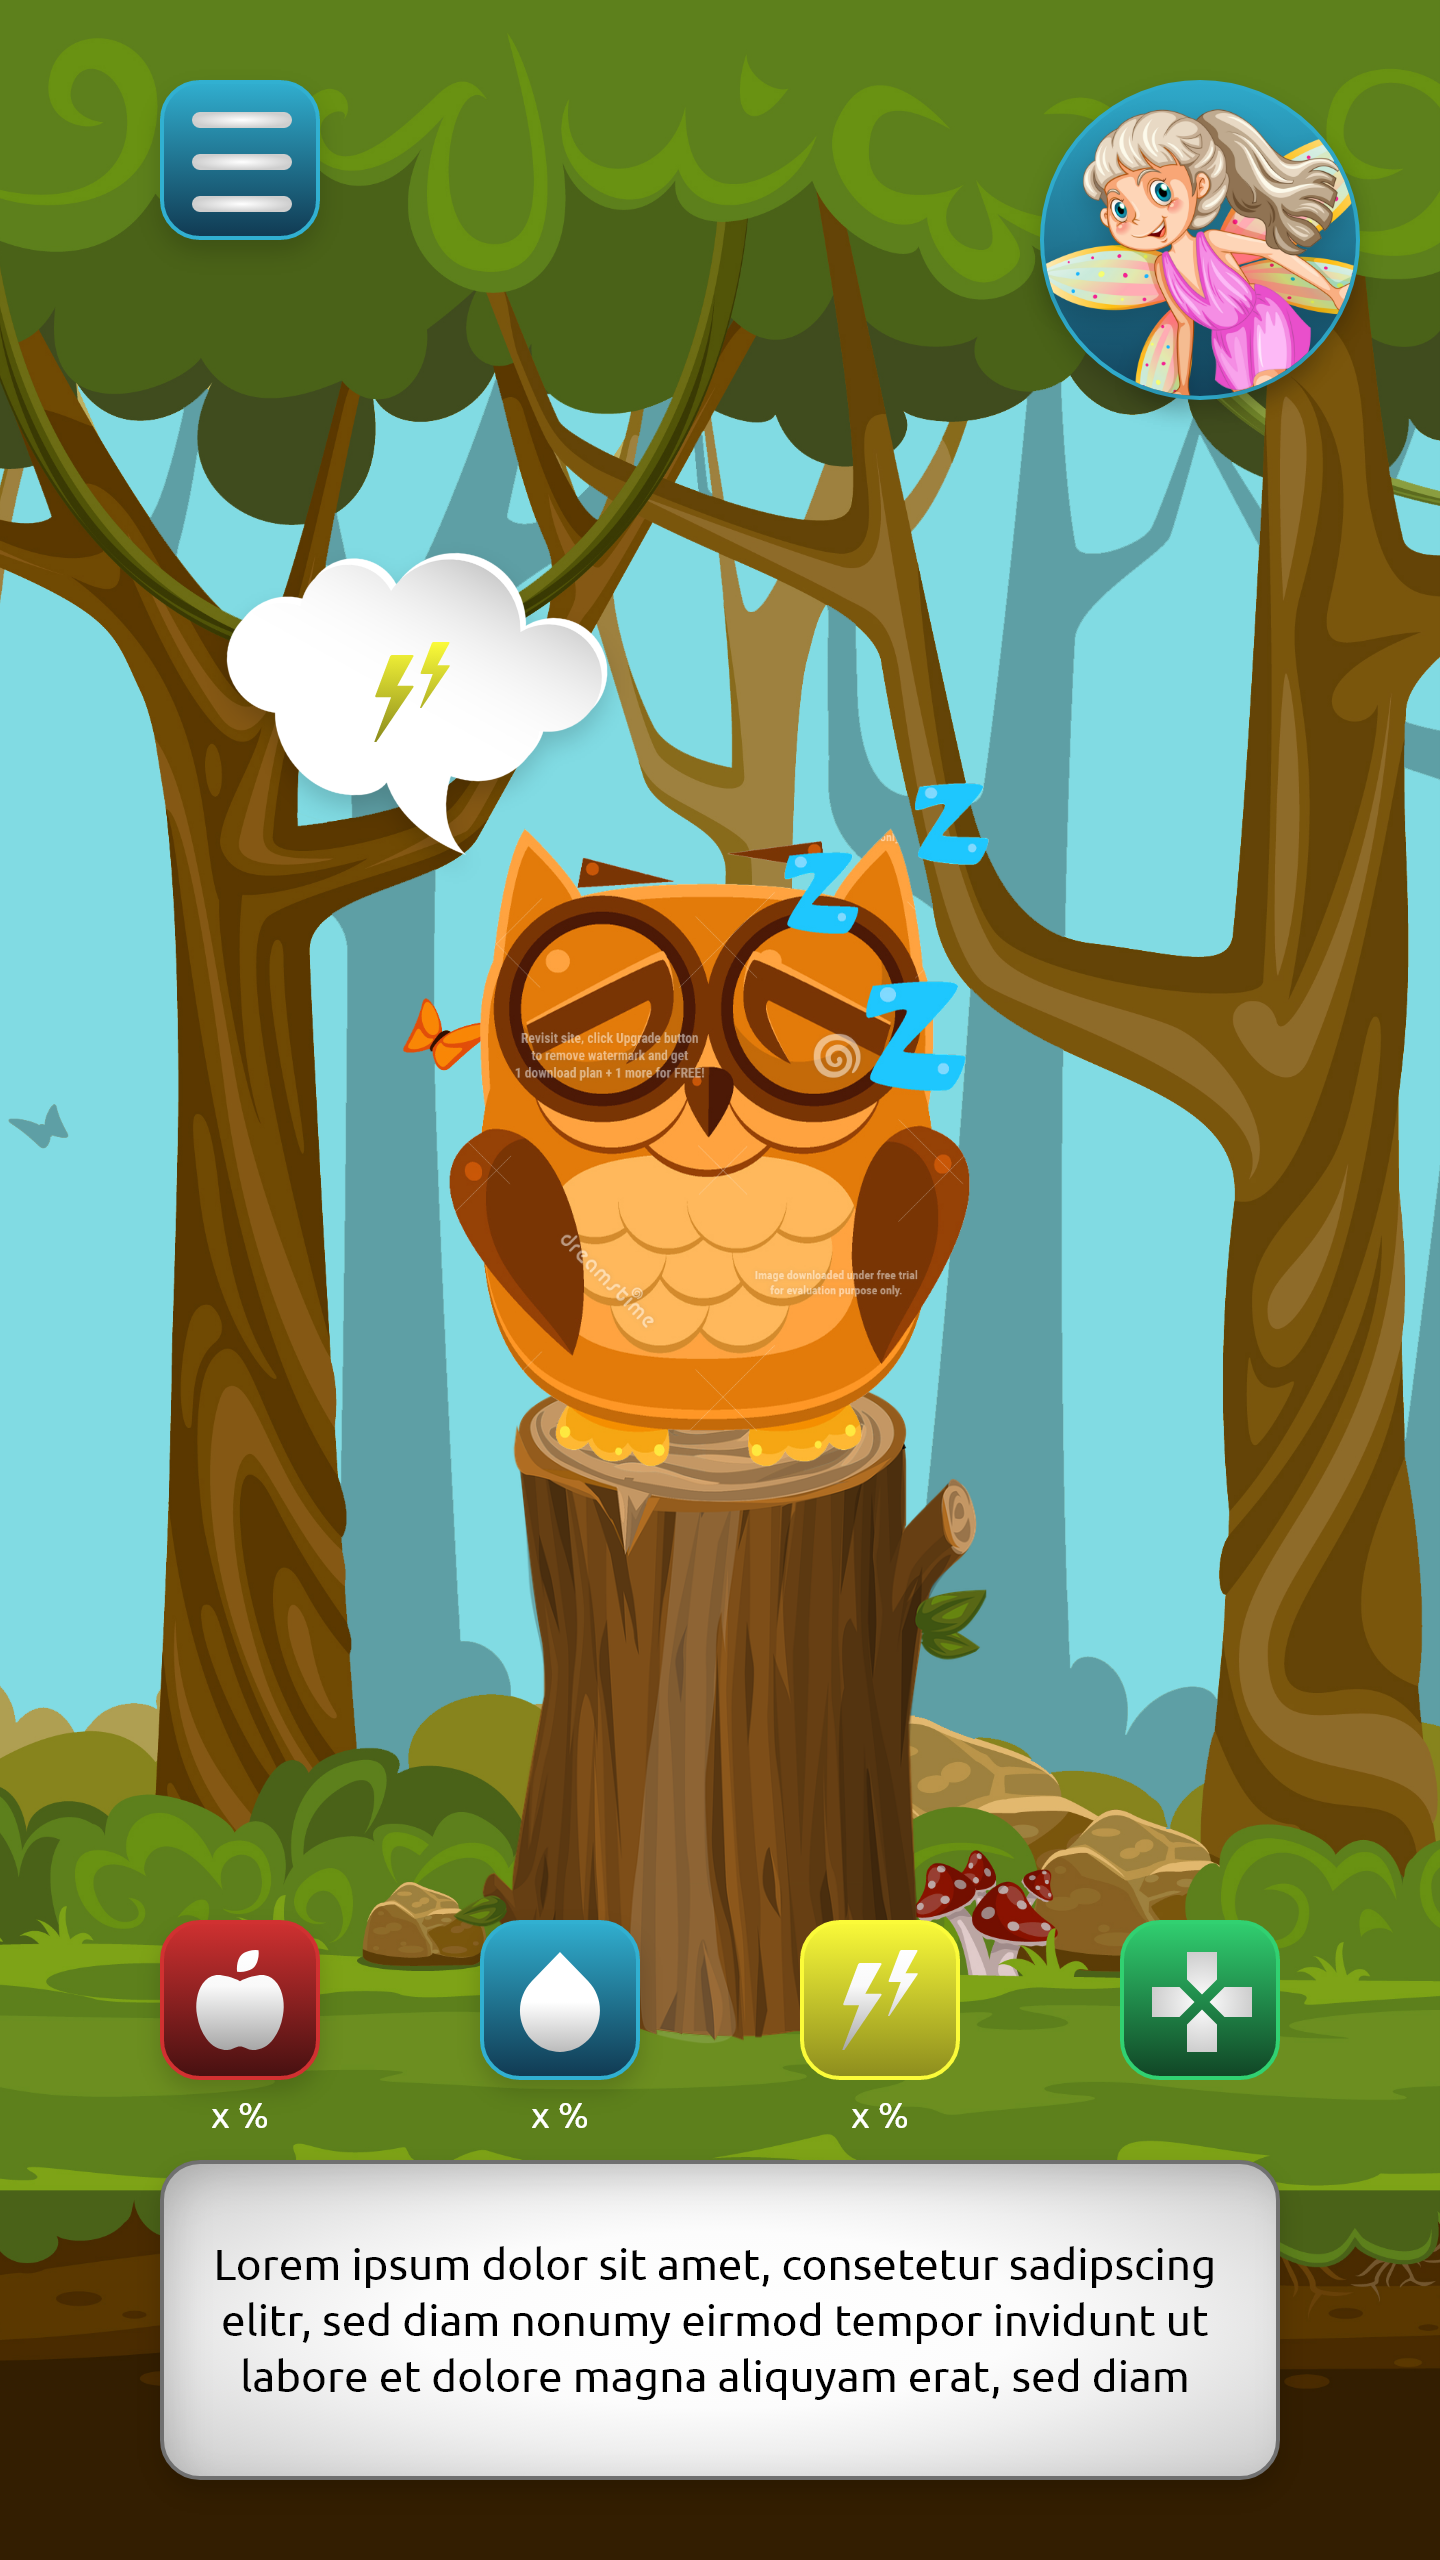 only
Z
Z
Z
Revisit site, click Upgrade button
to remove watermark and get
1 download plan + 1 more for FREE!
dreamstime®
Image downloaded under free trial
for evaluation purpose only.
x % x % x %
Lorem ipsum dolor sit amet, consetetur sadipscing
elitr, sed diam nonumy eirmod tempor invidunt ut
labore et dolore magna aliquyam erat, sed diam